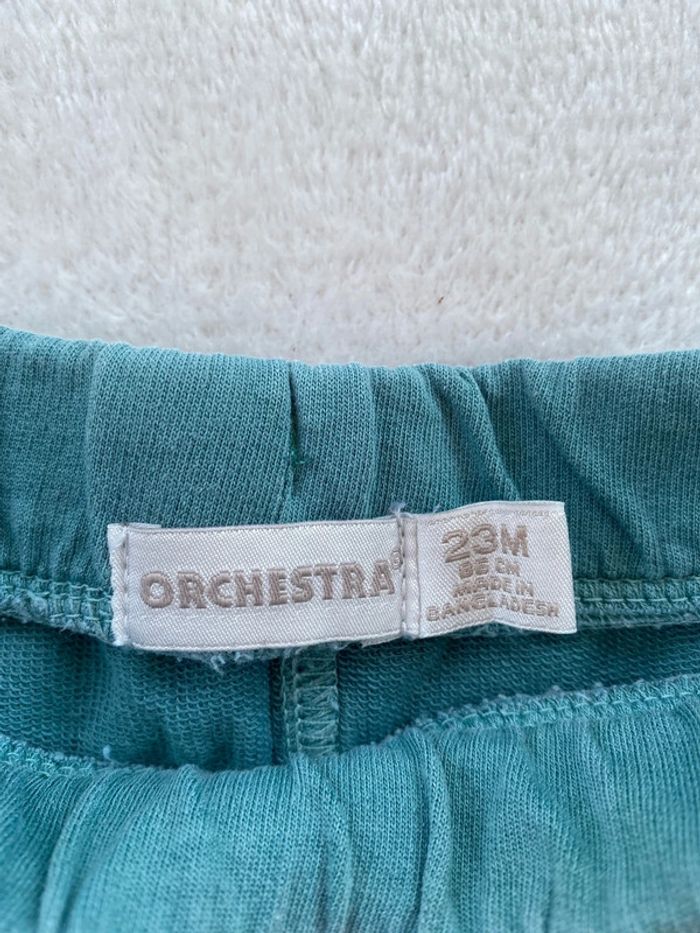 ORCHESTRA®
23M
86 CM
MADE IN
BANGLADESH